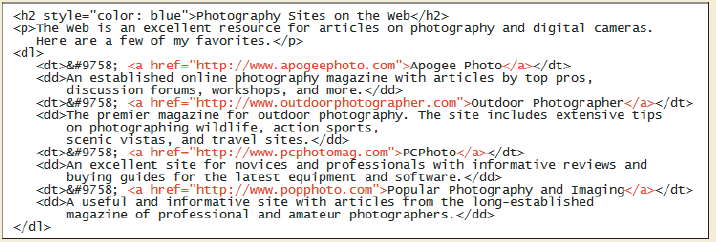 <h2 style="color: blue">Photography Sites on the Web</h2>
<p>The Web is an excellent resource for articles on photography and digital cameras.
Here are a few of my favorites.</p>
<dl>
<dt>&#9758; <a href="http://www.apogeephoto.com">Apogee Photo</a></dt>
<dd>An established online photography magazine with articles by top pros,
discussion forums, workshops, and more.</dd>
<dt>&#9758; <a href="http://www.outdoorphotographer.com">Outdoor Photographer</a></dt>
<dd>The premier magazine for outdoor photography. The site includes extensive tips
on photographing wildlife, action sports,
scenic vistas, and travel sites.</dd>
<dt>&#9758; <a href="http://www.pcphotomag.com">PCPhoto</a></dt>
<dd>An excellent site for novices and professionals with informative reviews and
buying guides for the latest equipment and software.</dd>
<dt>&#9758; <a href="http://www.popphoto.com">Popular Photography and Imaging</a></dt>
<dd>A useful and informative site with articles from the long-established
magazine of professional and amateur photographers.</dd>
</dl>